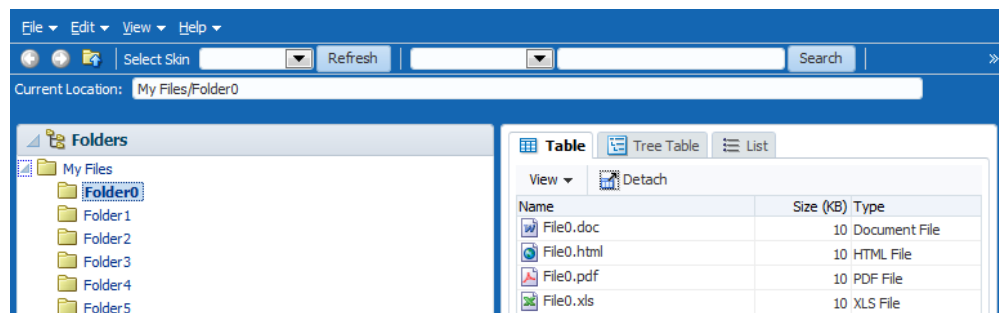 File Edit View Help
Select Skin Refresh Search »
Current Location: My Files/Folder0
Folders
My Files
Folder0
Folder1
Folder2
Folder3
Folder4
Folder5
Table Tree Table List
View Detach
Name Size (KB) Type
File0.doc 10 Document File
File0.html 10 HTML File
File0.pdf 10 PDF File
File0.xls 10 XLS File